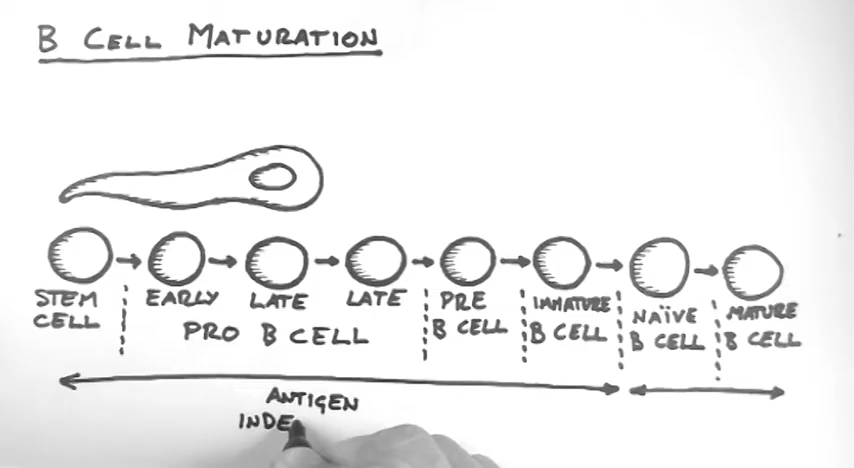 B CELL MATURATION
STEM
CELL
EARLY
LATE
LATE
PRO B CELL
PRE
B CELL
IMMATURE
B CELL
NAÏVE
B CELL
MATURE
B CELL
ANTIGEN
INDE